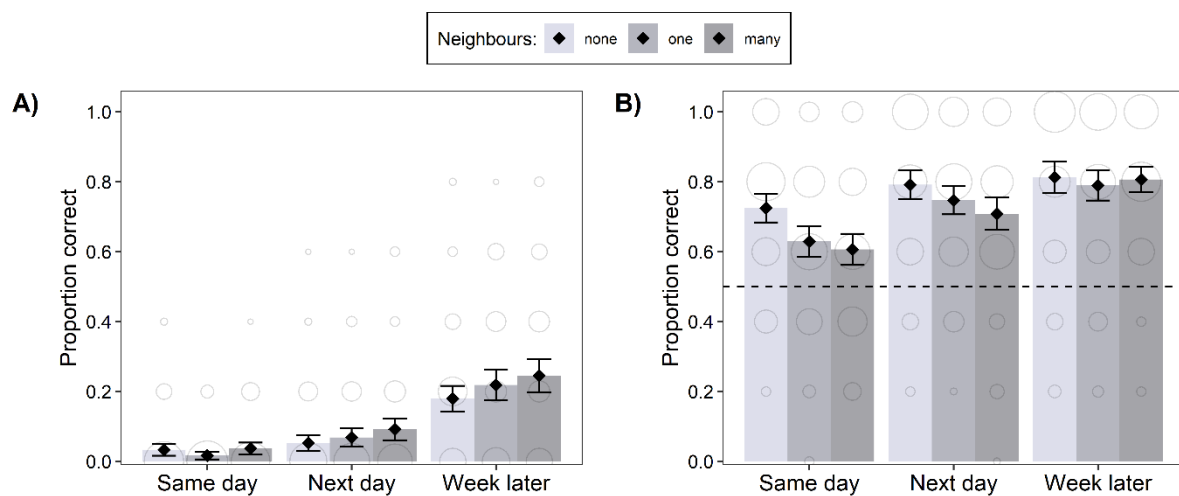 Neighbours: none one many
A)
Proportion correct
1.0
0.8
0.6
0.4
0.2
0.0
Same day Next day Week later
B)
Proportion correct
1.0
0.8
0.6
0.4
0.2
0.0
Same day Next day Week later